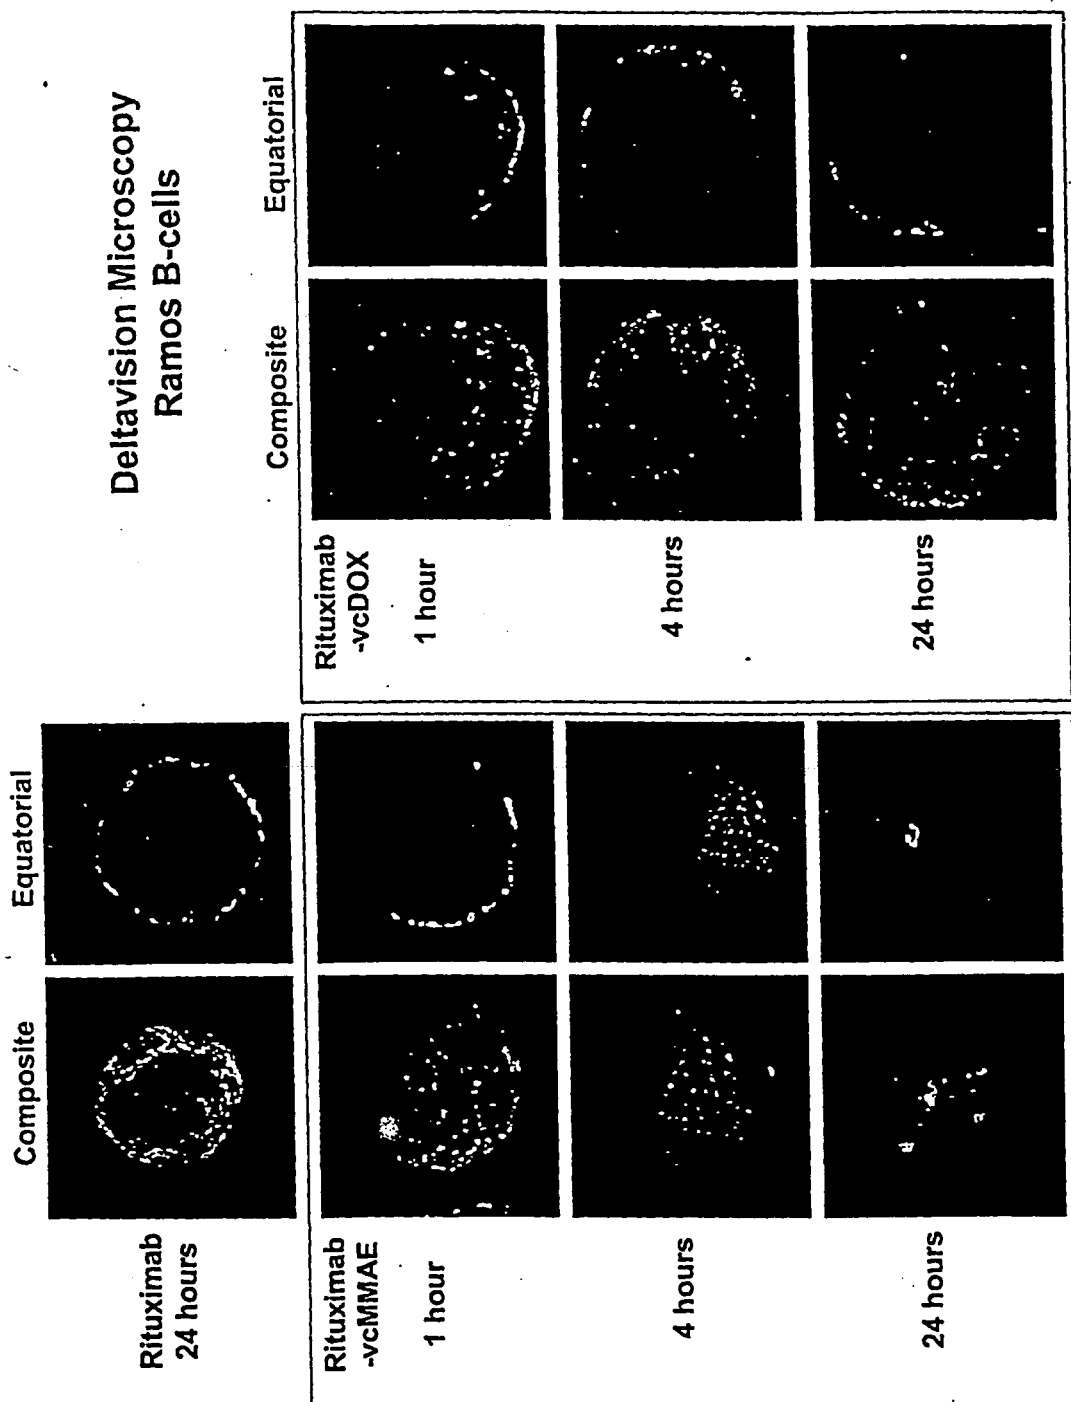 Deltavision Microscopy
Ramos B-cells
Composite
Equatorial
Rituximab
24 hours
Rituximab
-vcMMAE
1 hour
4 hours
24 hours
Composite
Equatorial
Rituximab
-vcDOX
1 hour
4 hours
24 hours